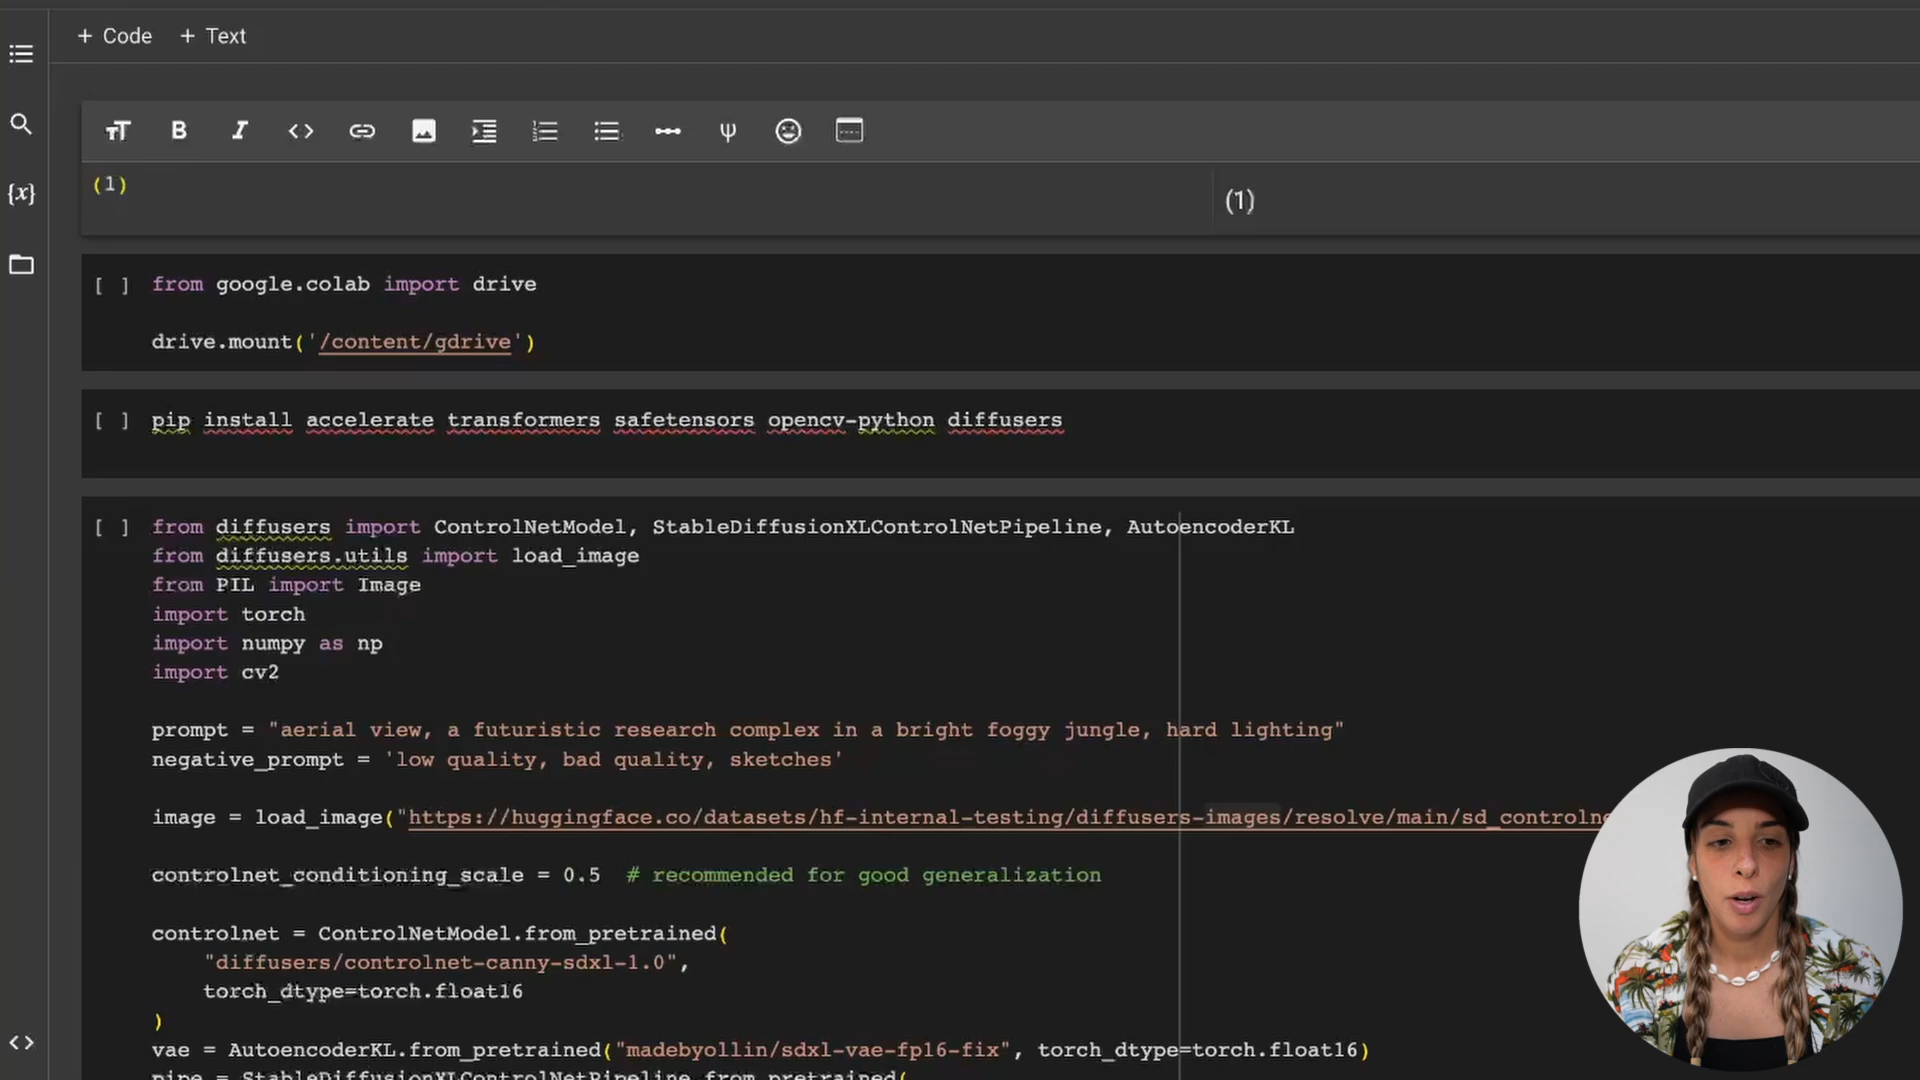 + Code + Text
(1)
(1)
{x}
[ ] from google.colab import drive
drive.mount('/content/gdrive')
[ ] pip install accelerate transformers safetensors opencv-python diffusers
[ ] from diffusers import ControlNetModel, StableDiffusionXLControlNetPipeline, AutoencoderKL
from diffusers.utils import load_image
from PIL import Image
import torch
import numpy as np
import cv2
prompt = "aerial view, a futuristic research complex in a bright foggy jungle, hard lighting"
negative_prompt = 'low quality, bad quality, sketches'
image = load_image("https://huggingface.co/datasets/hf-internal-testing/diffusers-images/resolve/main/sd_controlne
controlnet_conditioning_scale = 0.5 # recommended for good generalization
controlnet = ControlNetModel.from_pretrained(
"diffusers/controlnet-canny-sdxl-1.0",
torch_dtype=torch.float16
)
vae = AutoencoderKL.from_pretrained("madebyollin/sdxl-vae-fp16-fix", torch_dtype=torch.float16)
pipe = StableDiffusionXLControlNetPipeline.from_pretrained(